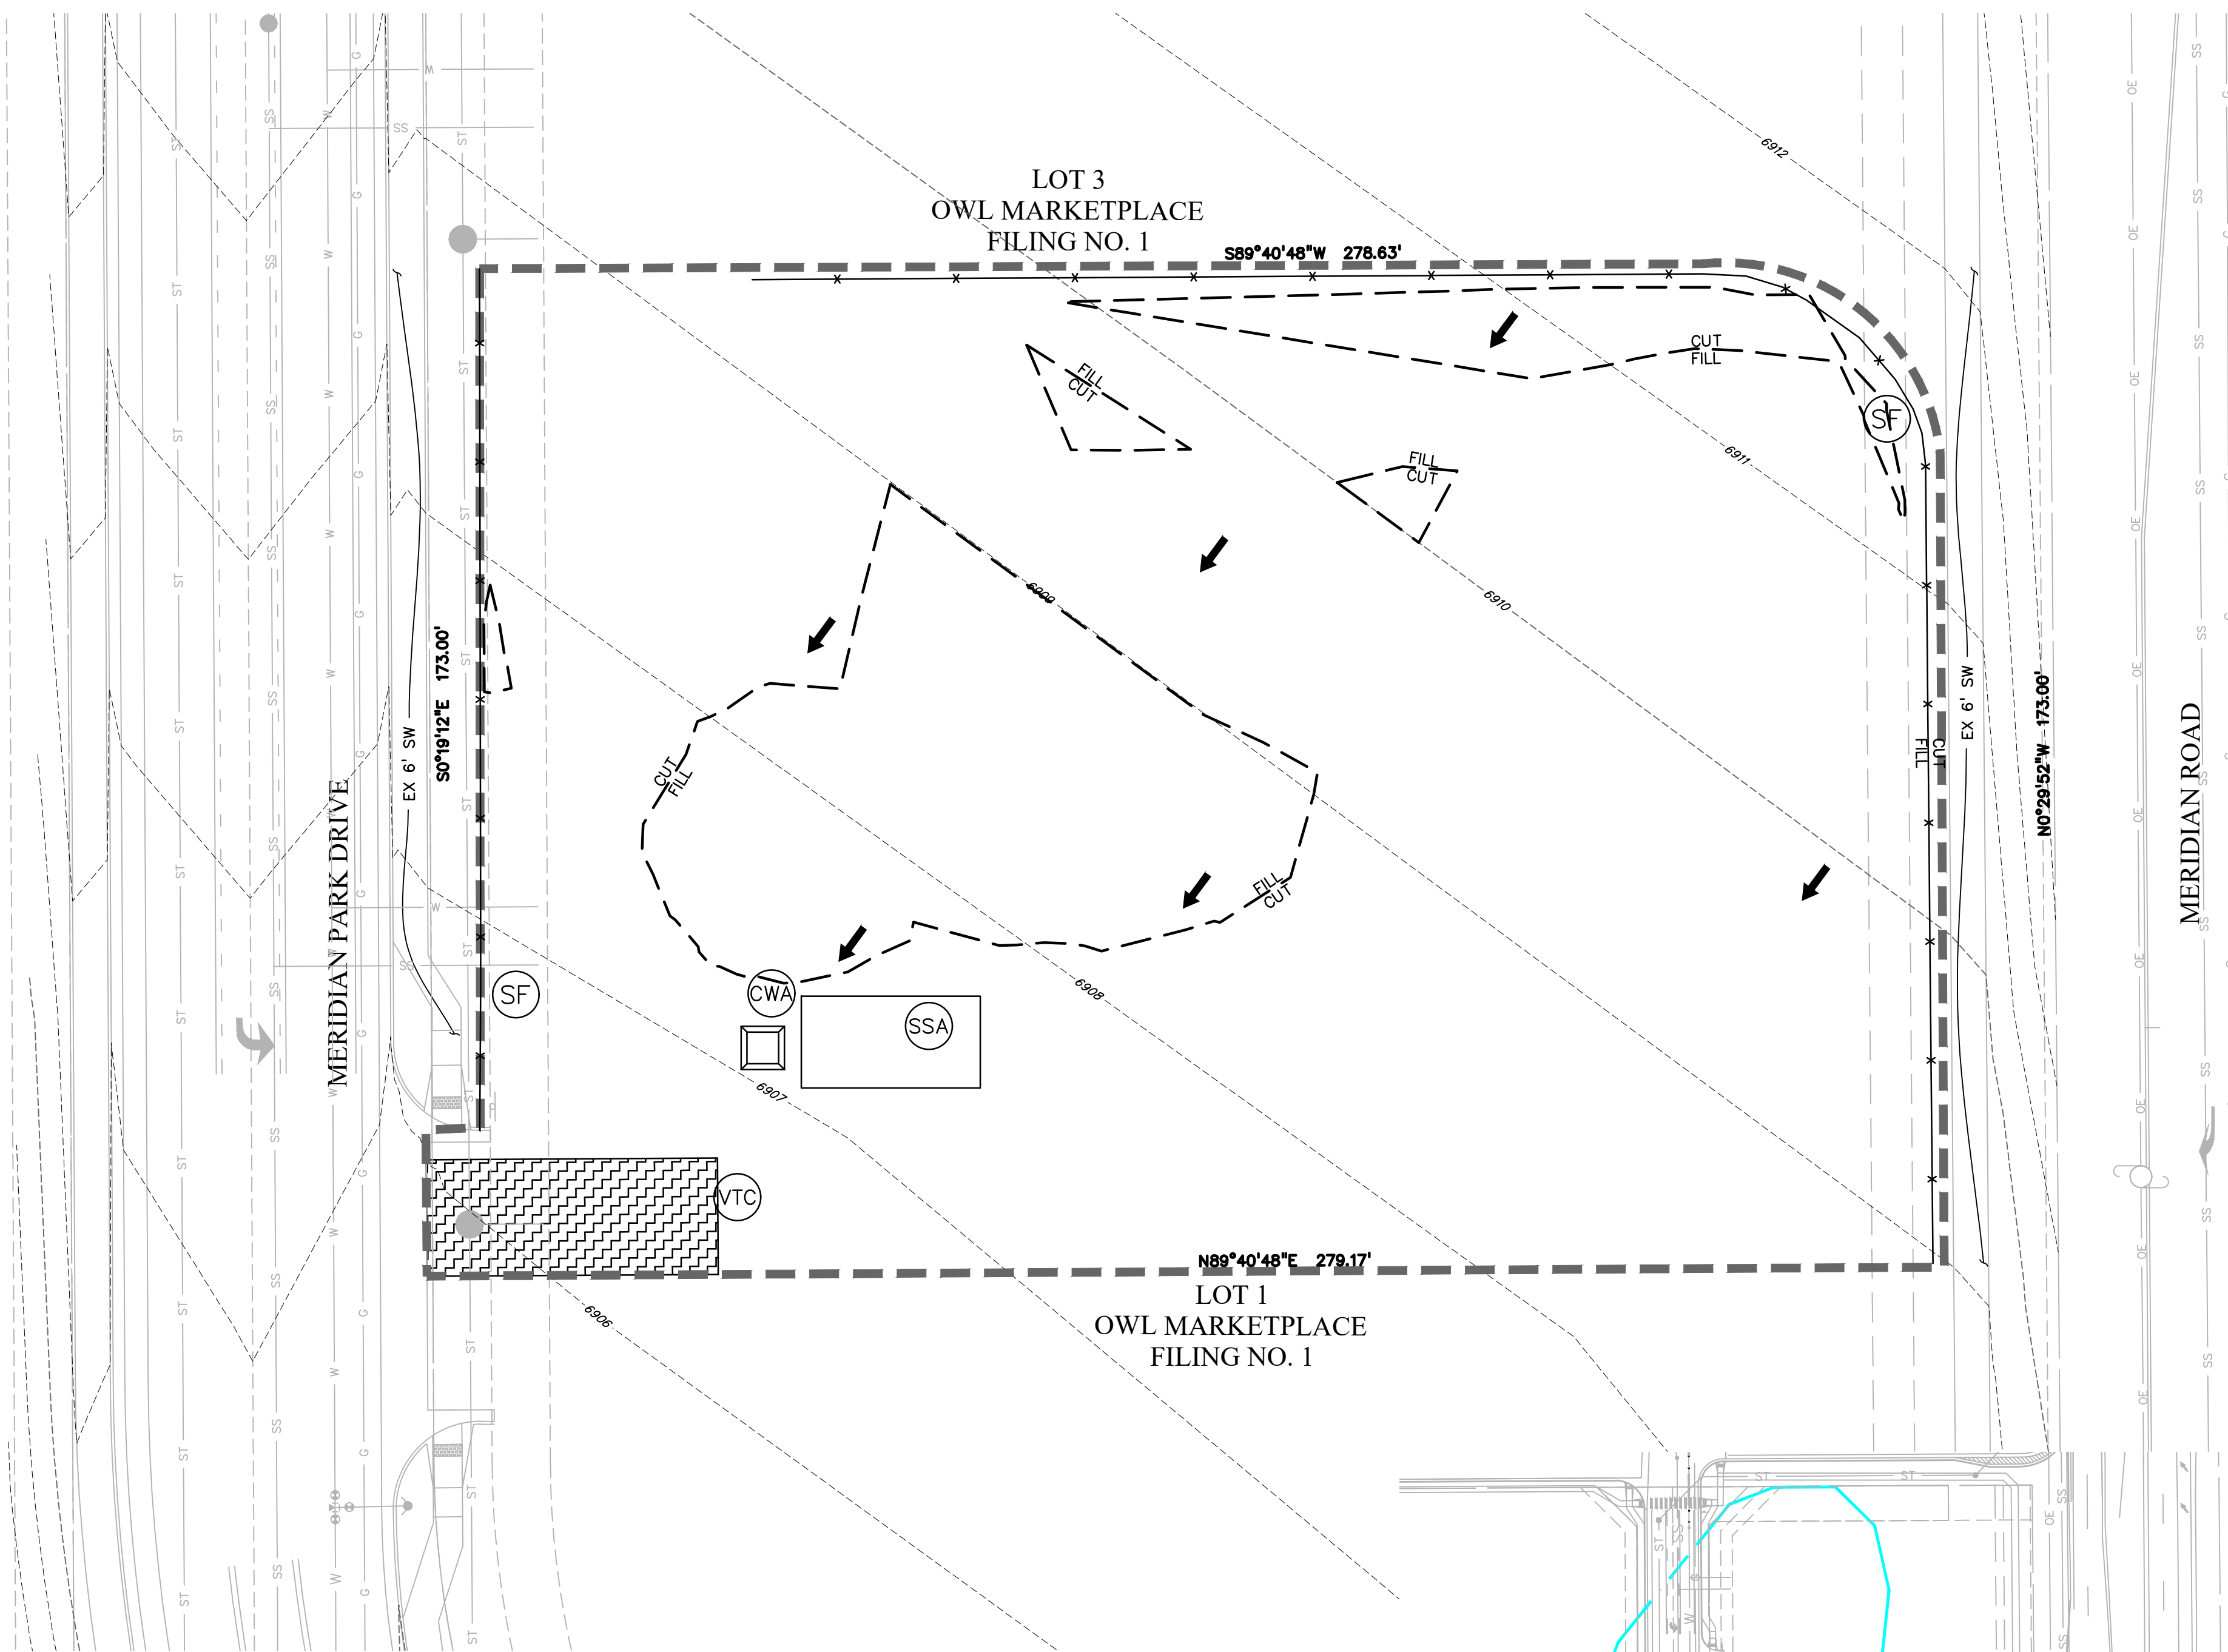 LOT 3
OWL MARKETPLACE
FILING NO. 1
S89°40'48"W 278.63'
6912
CUT
FILL
FILL
CUT
SF
FILL
CUT
6911
6909
6910
EX 6' SW
S0°19'12"E 173.00'
MERIDIAN PARK DRIVE
CUT
FILL
CUT
FILL
EX 6' SW
N0°29'52"W 173.00'
MERIDIAN ROAD
FILL
CUT
SF
CWA
SSA
6908
6907
VTC
N89°40'48"E 279.17'
LOT 1
OWL MARKETPLACE
FILING NO. 1
6906
ST
SS
W
G
OE